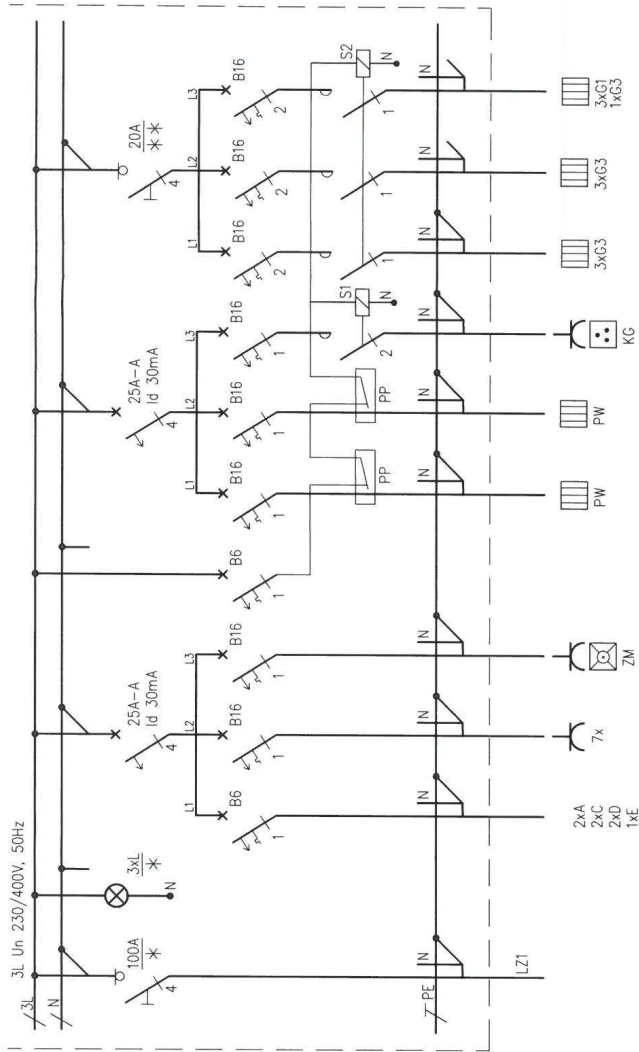 3L Un 230/400V, 50Hz
3L
N
100A
*
4
3xL
*
N
25A-A
Id 30mA
4
L1
L2
L3
B6
B16
B16
1
1
1
B6
1
25A-A
Id 30mA
4
L1
L2
L3
B16
B16
B16
1
1
1
20A
**
4
L1
L2
L3
B16
B16
B16
2
2
2
PP
PP
S1
N
2
S2
N
1
1
1
PE
N
N
N
N
N
N
N
N
N
N
LZ1
2xA
2xC
2xD
1xE
7x
ZM
PW
PW
KG
3xG3
3xG3
3xG1
1xG3